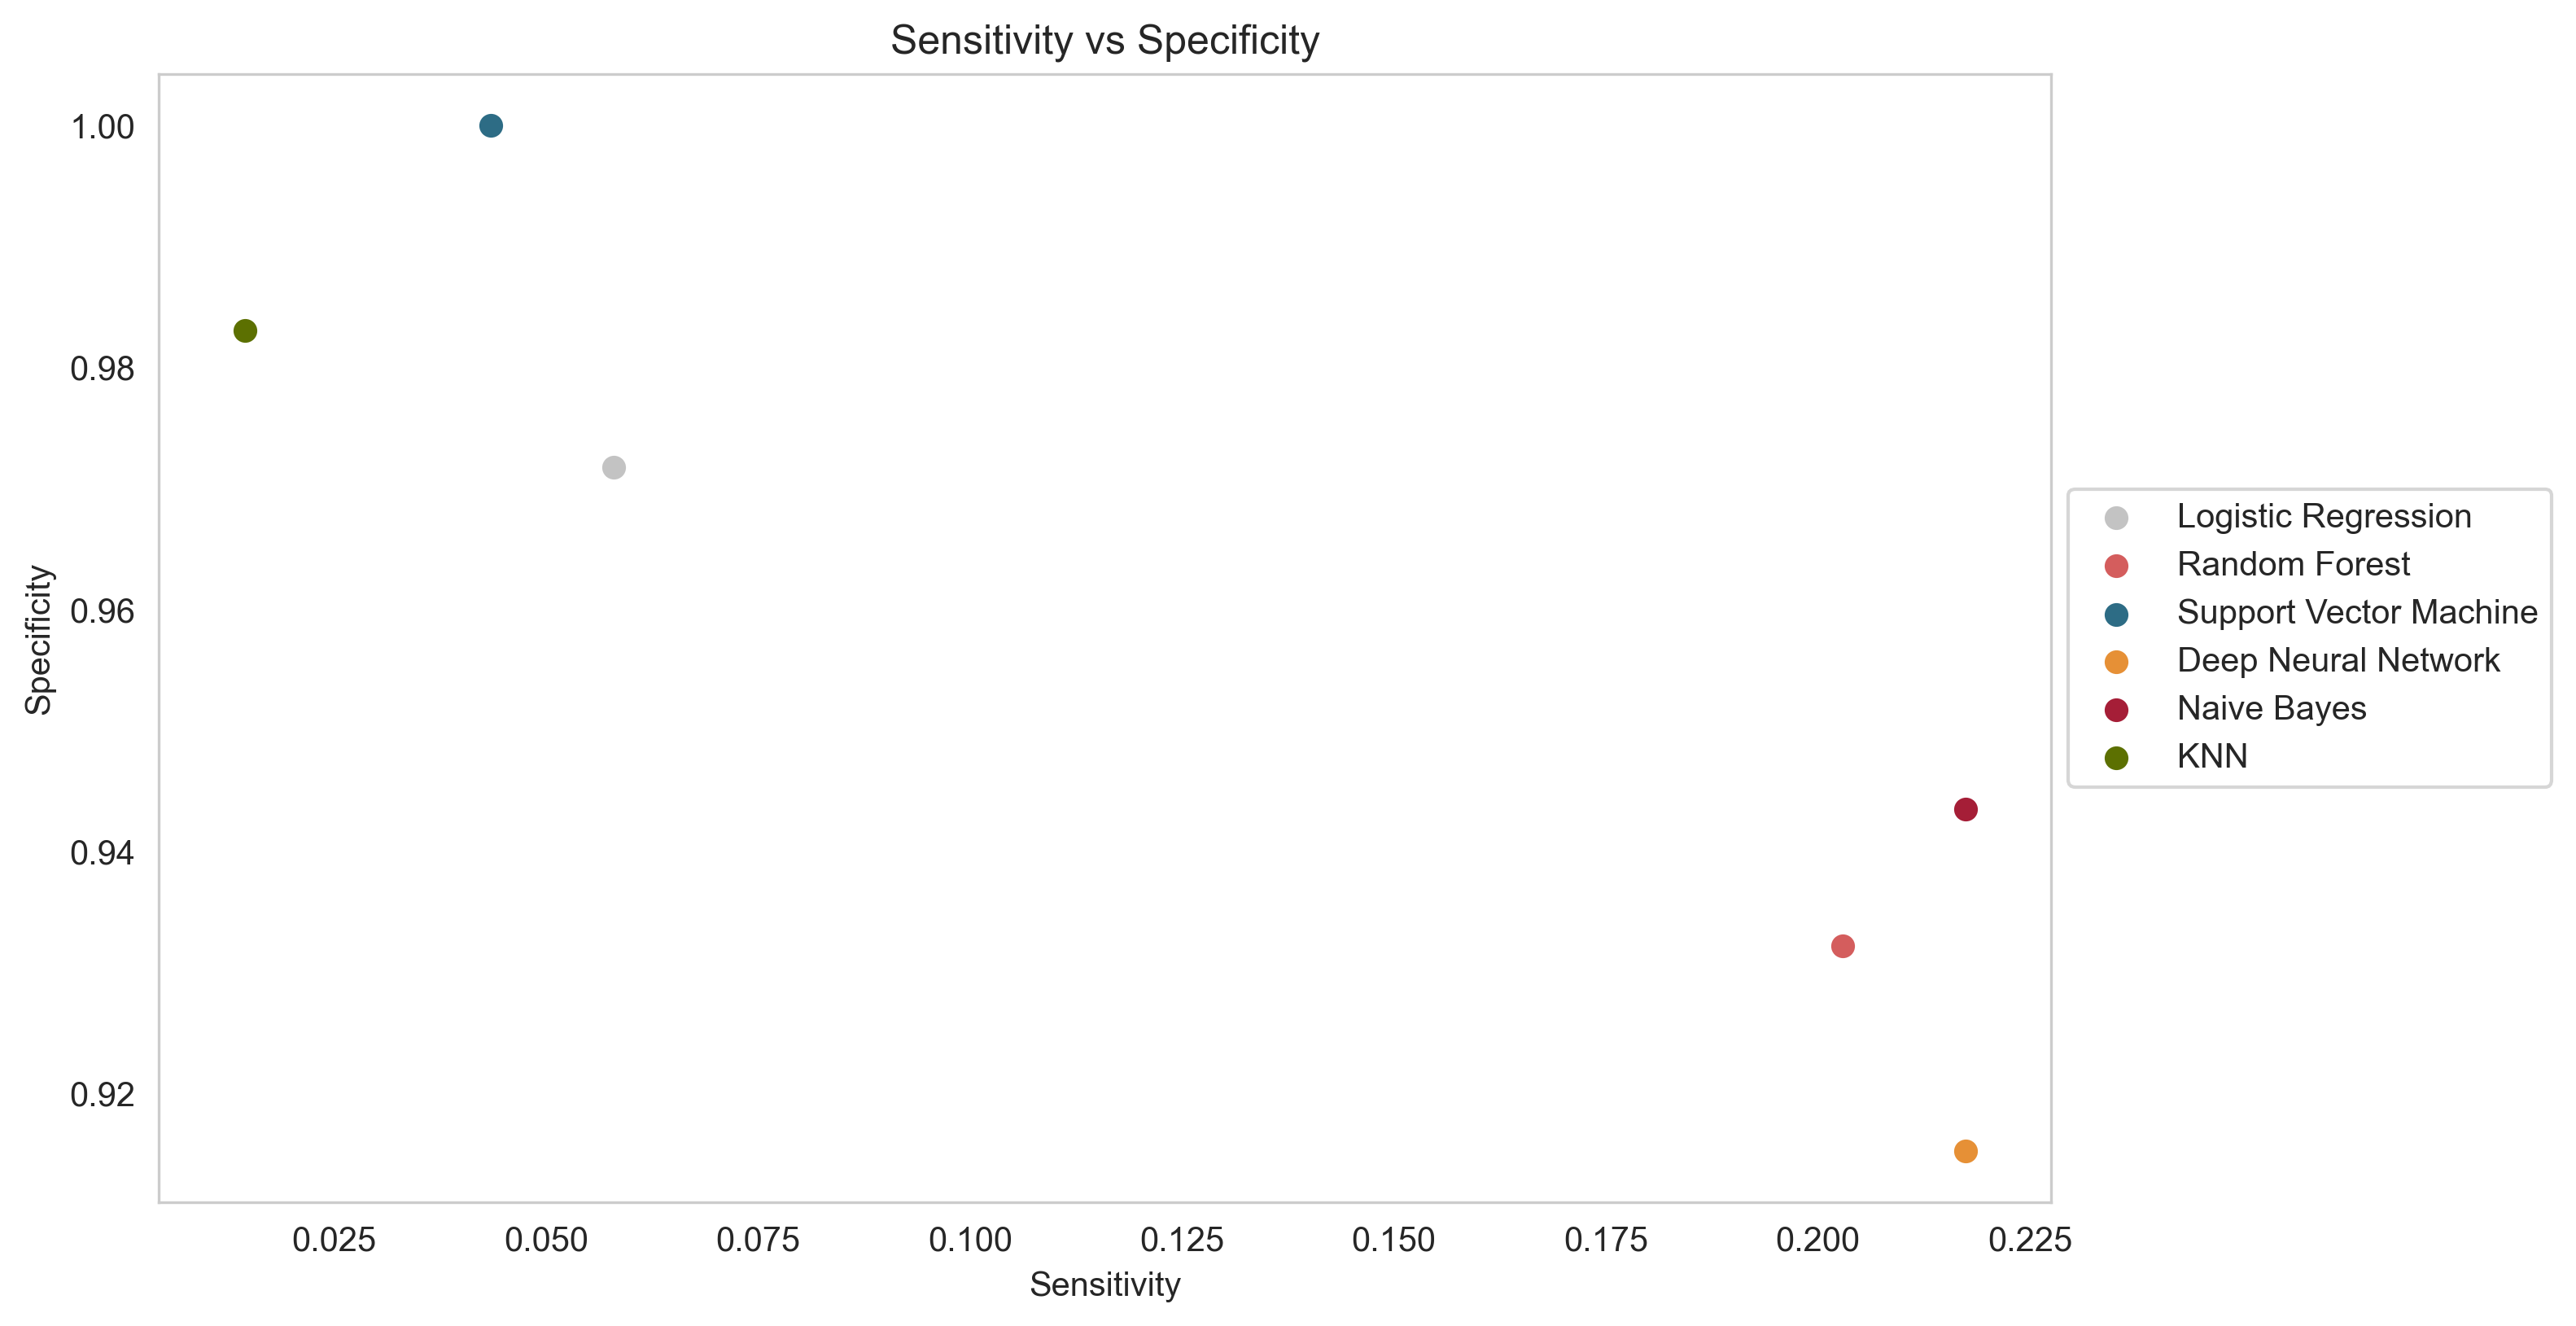 Sensitivity vs Specificity
1.00
0.98
0.96
0.94
0.92
Specificity
0.025 0.050 0.075 0.100 0.125 0.150 0.175 0.200 0.225
Sensitivity
Logistic Regression
Random Forest
Support Vector Machine
Deep Neural Network
Naive Bayes
KNN